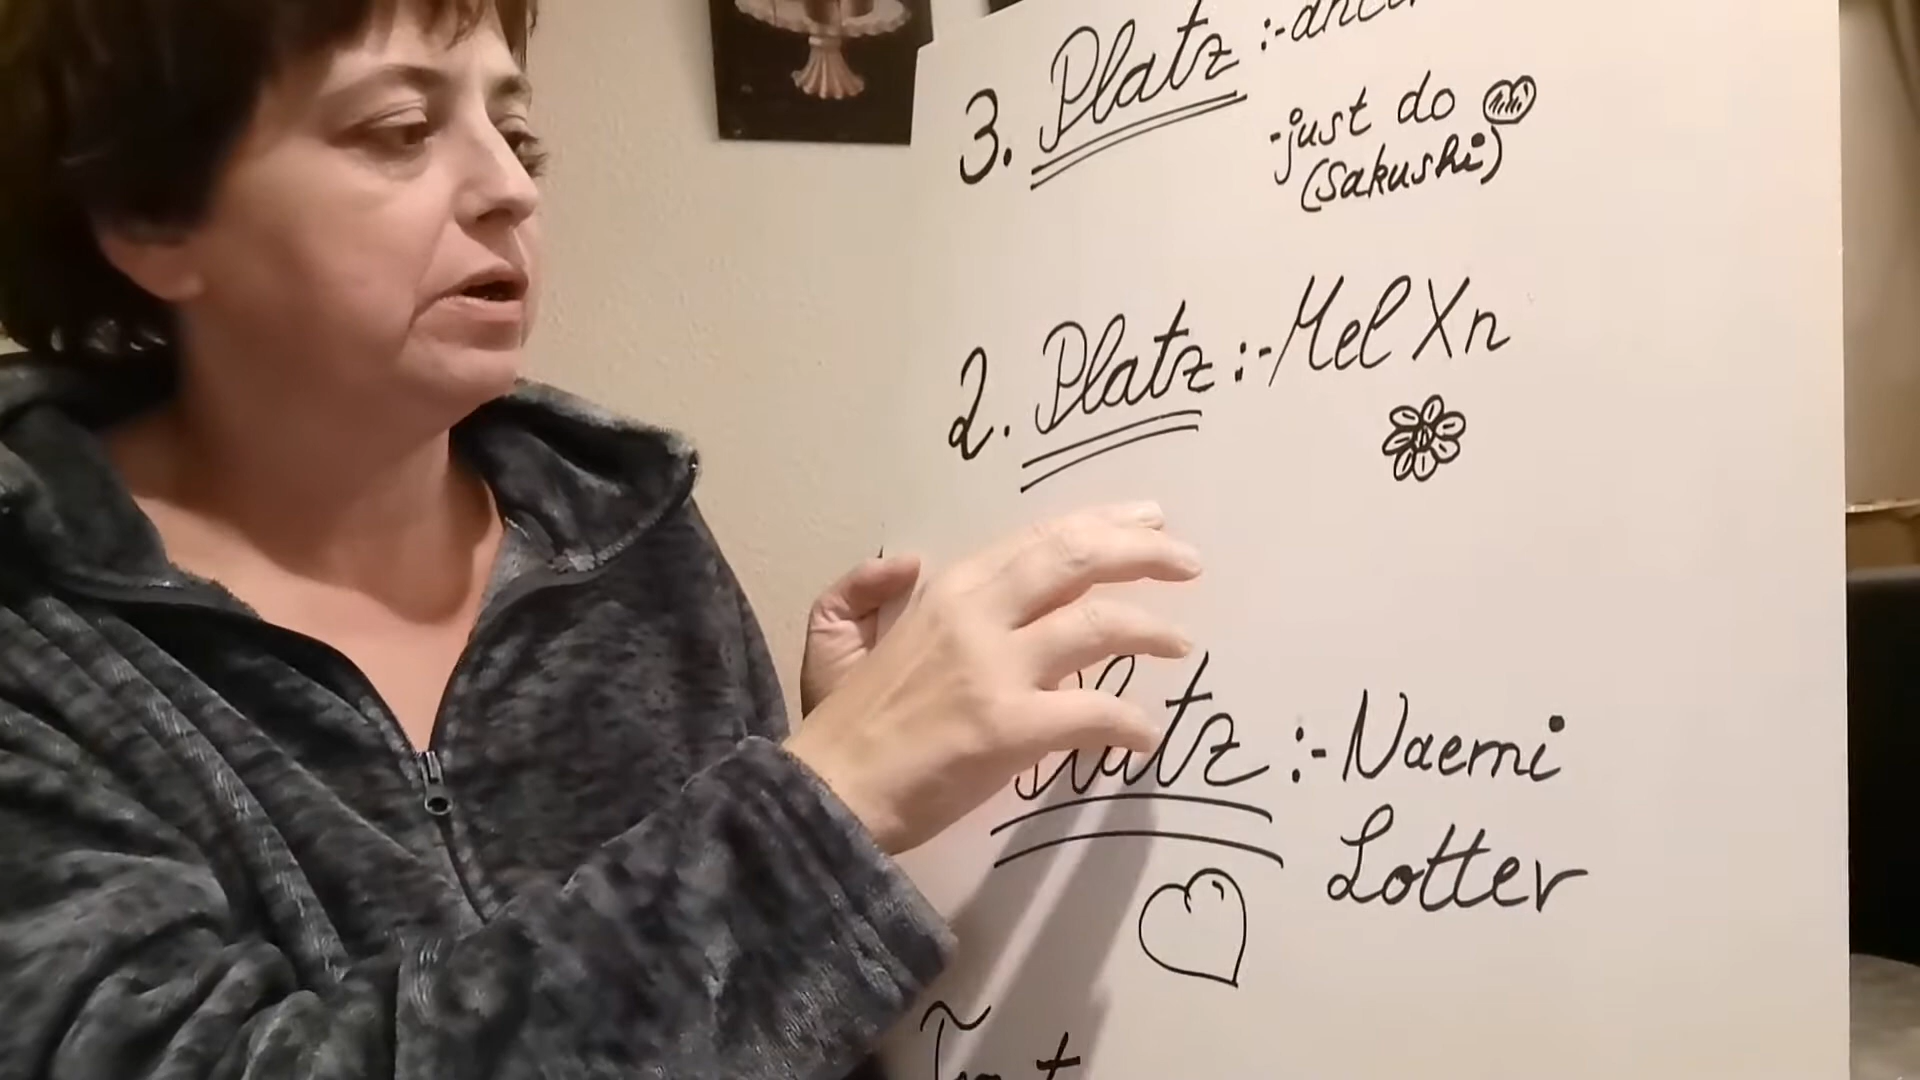 3. Platz :-
-just do
(Sakushi)
2. Platz :- Mel Xn
Platz :- Naemi
Lotter